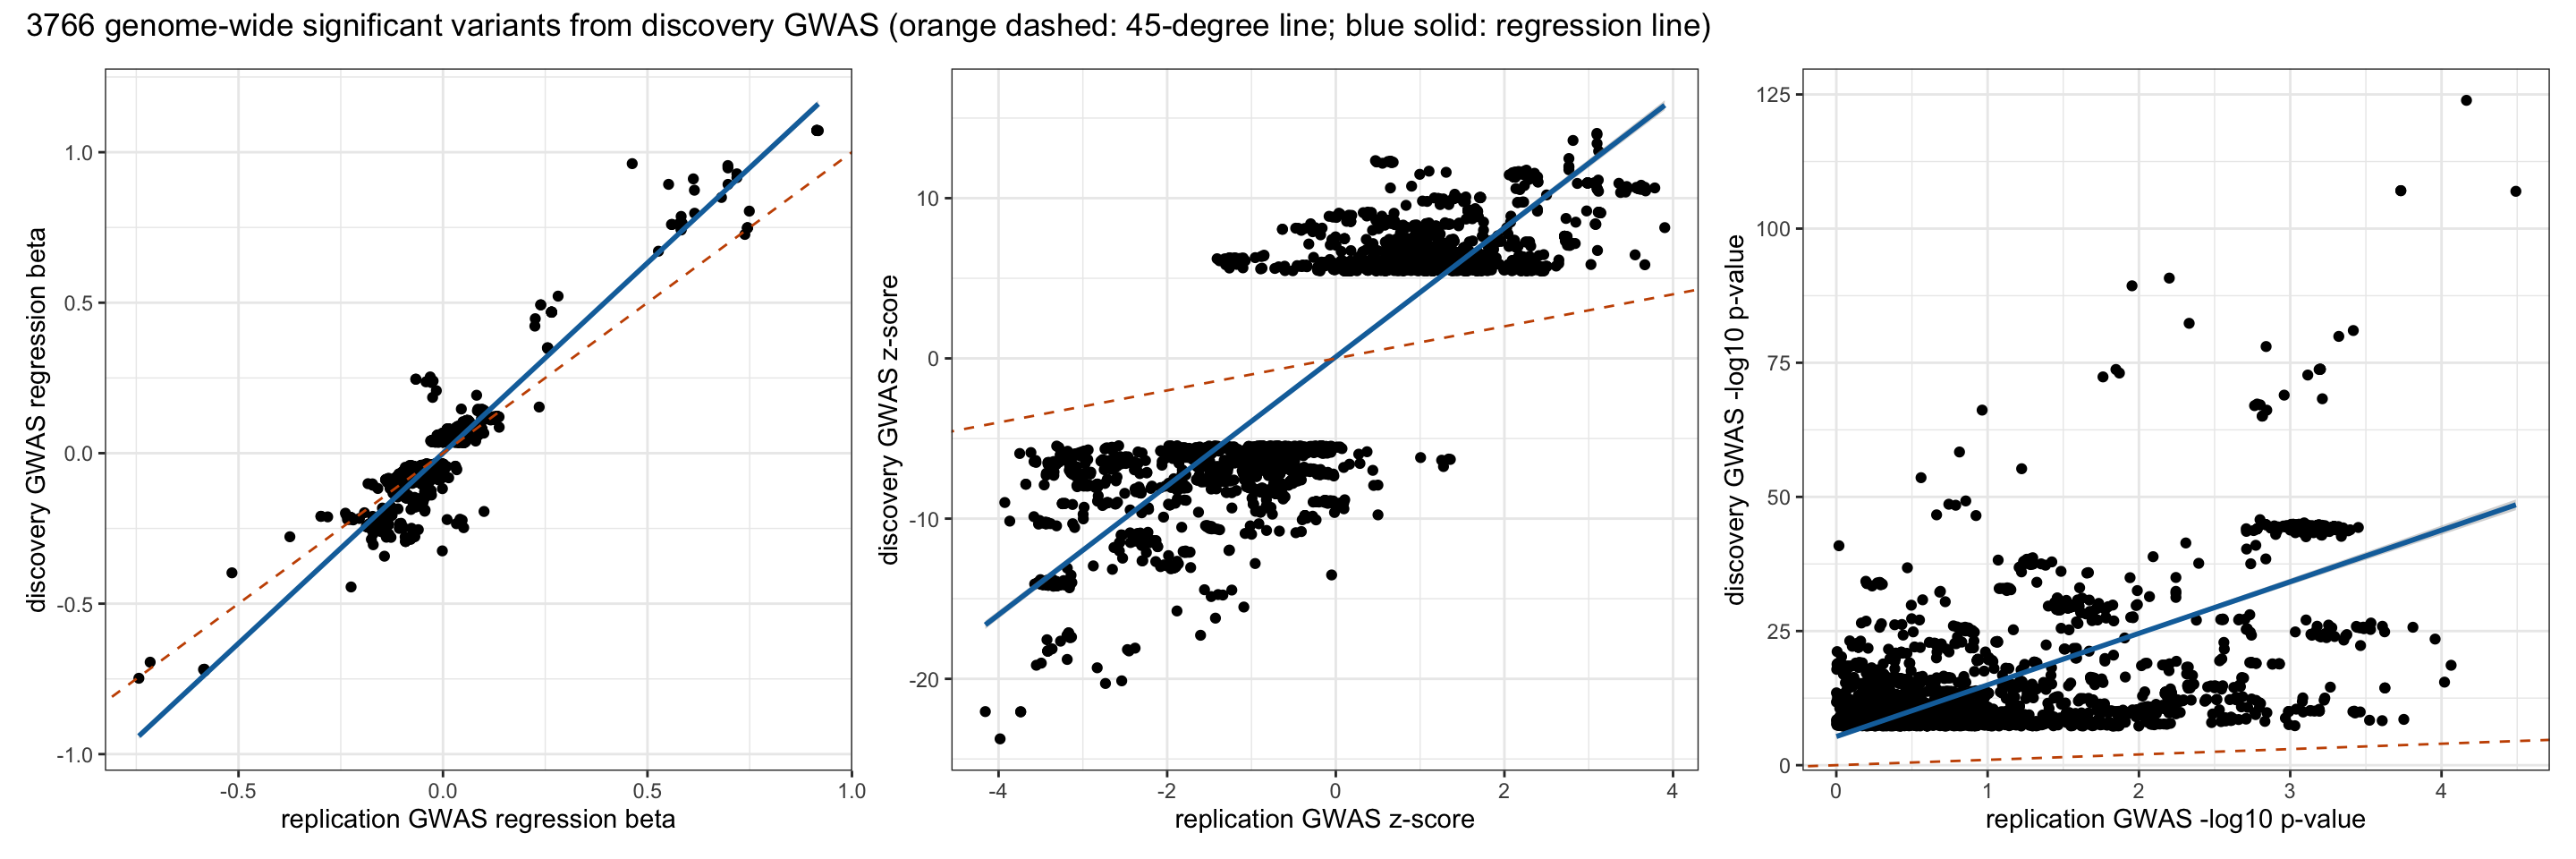 3766 genome-wide significant variants from discovery GWAS (orange dashed: 45-degree line; blue solid: regression line)
discovery GWAS regression beta
1.0
0.5
0.0
-0.5
-1.0
-0.5 0.0 0.5 1.0
replication GWAS regression beta
discovery GWAS z-score
10
0
-10
-20
-4 -2 0 2 4
replication GWAS z-score
discovery GWAS -log10 p-value
125
100
75
50
25
0
0 1 2 3 4
replication GWAS -log10 p-value